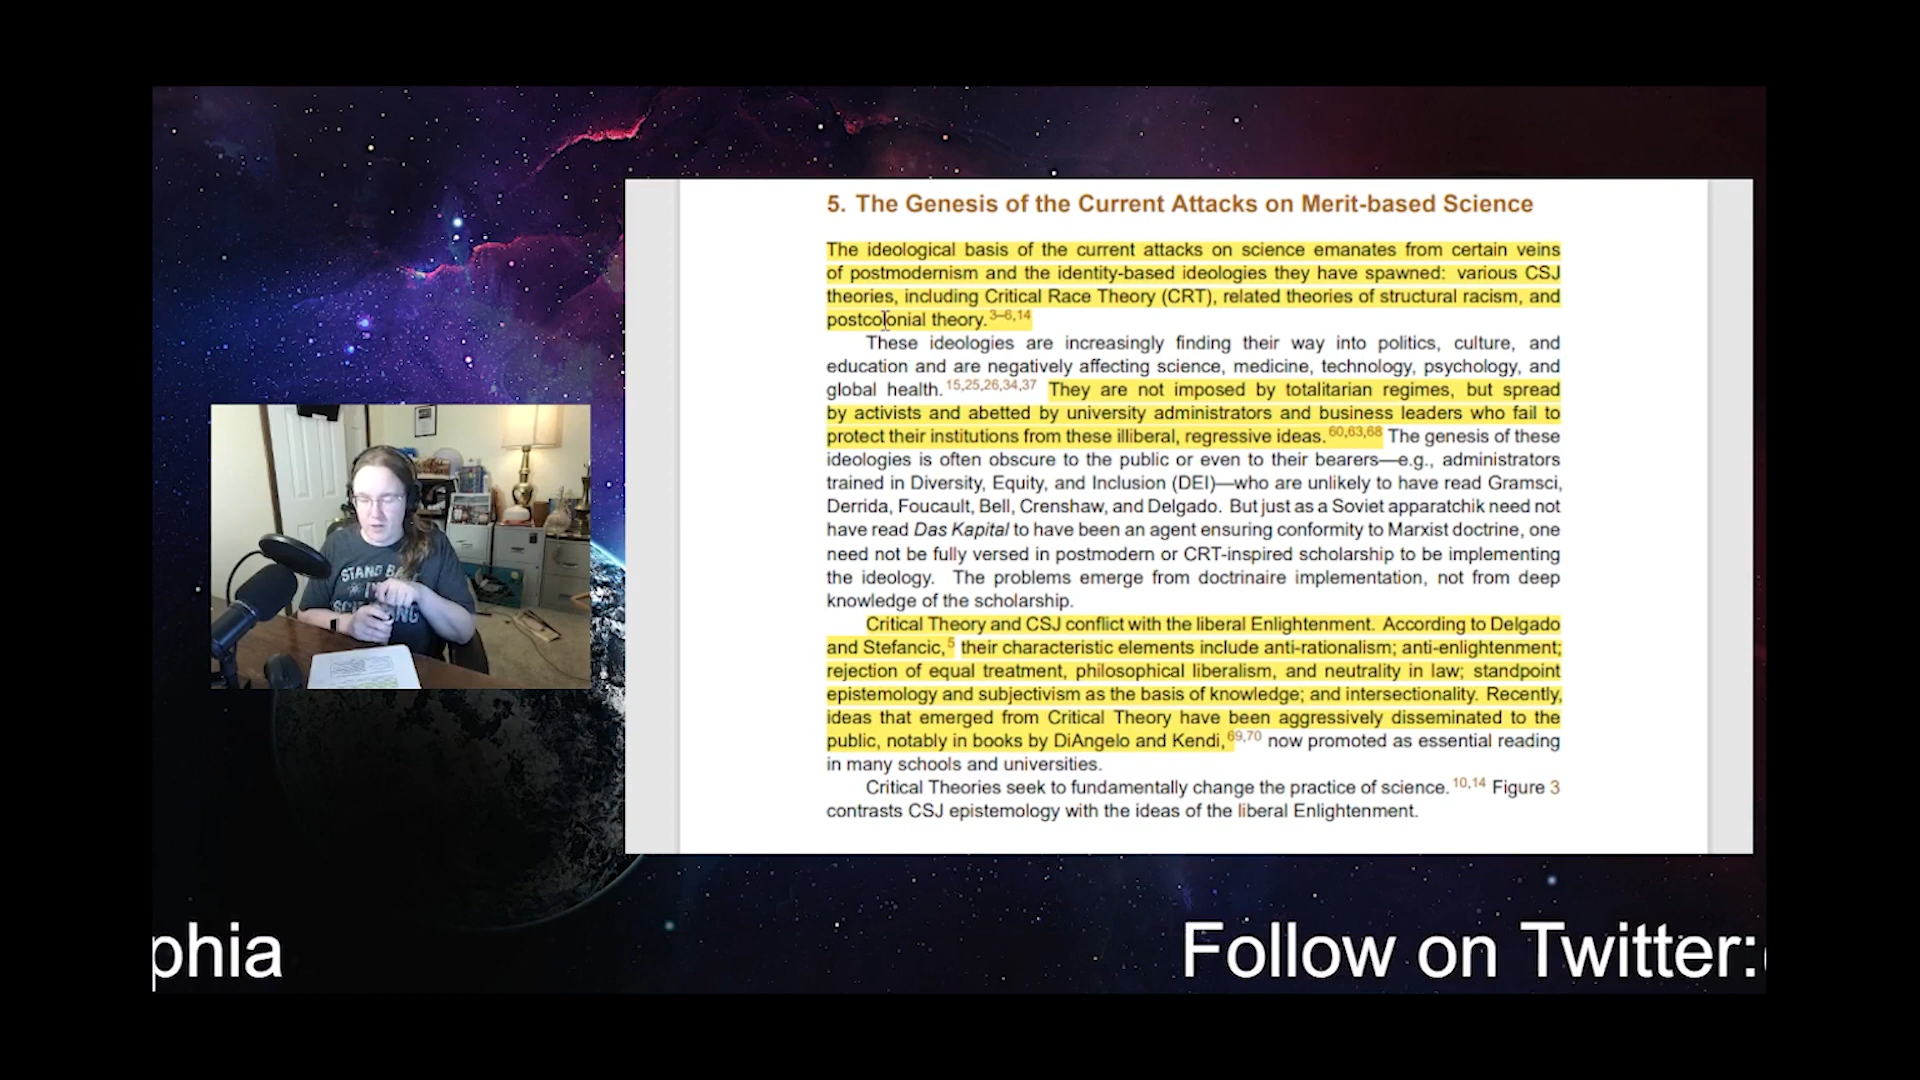 5. The Genesis of the Current Attacks on Merit-based Science
The ideological basis of the current attacks on science emanates from certain veins
of postmodernism and the identity-based ideologies they have spawned: various CSJ
theories, including Critical Race Theory (CRT), related theories of structural racism, and
postcolonial theory.3–6,14
These ideologies are increasingly finding their way into politics, culture, and
education and are negatively affecting science, medicine, technology, psychology, and
global health.15,25,26,34,37 They are not imposed by totalitarian regimes, but spread
by activists and abetted by university administrators and business leaders who fail to
protect their institutions from these illiberal, regressive ideas.60,63,68 The genesis of these
ideologies is often obscure to the public or even to their bearers—e.g., administrators
trained in Diversity, Equity, and Inclusion (DEI)—who are unlikely to have read Gramsci,
Derrida, Foucault, Bell, Crenshaw, and Delgado. But just as a Soviet apparatchik need not
have read Das Kapital to have been an agent ensuring conformity to Marxist doctrine, one
need not be fully versed in postmodern or CRT-inspired scholarship to be implementing
the ideology. The problems emerge from doctrinaire implementation, not from deep
knowledge of the scholarship.
Critical Theory and CSJ conflict with the liberal Enlightenment. According to Delgado
and Stefancic,5 their characteristic elements include anti-rationalism; anti-enlightenment;
rejection of equal treatment, philosophical liberalism, and neutrality in law; standpoint
epistemology and subjectivism as the basis of knowledge; and intersectionality. Recently,
ideas that emerged from Critical Theory have been aggressively disseminated to the
public, notably in books by DiAngelo and Kendi,69,70 now promoted as essential reading
in many schools and universities.
Critical Theories seek to fundamentally change the practice of science.10,14 Figure 3
contrasts CSJ epistemology with the ideas of the liberal Enlightenment.
STAND BA
phia
Follow on Twitter: